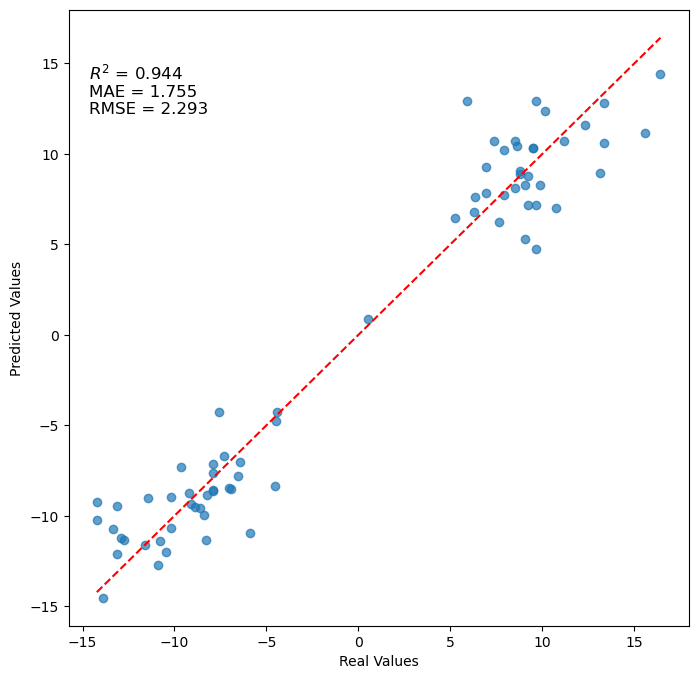 R² = 0.944
MAE = 1.755
RMSE = 2.293
15
10
5
0
−5
−10
−15
Predicted Values
−15 −10 −5 0 5 10 15
Real Values